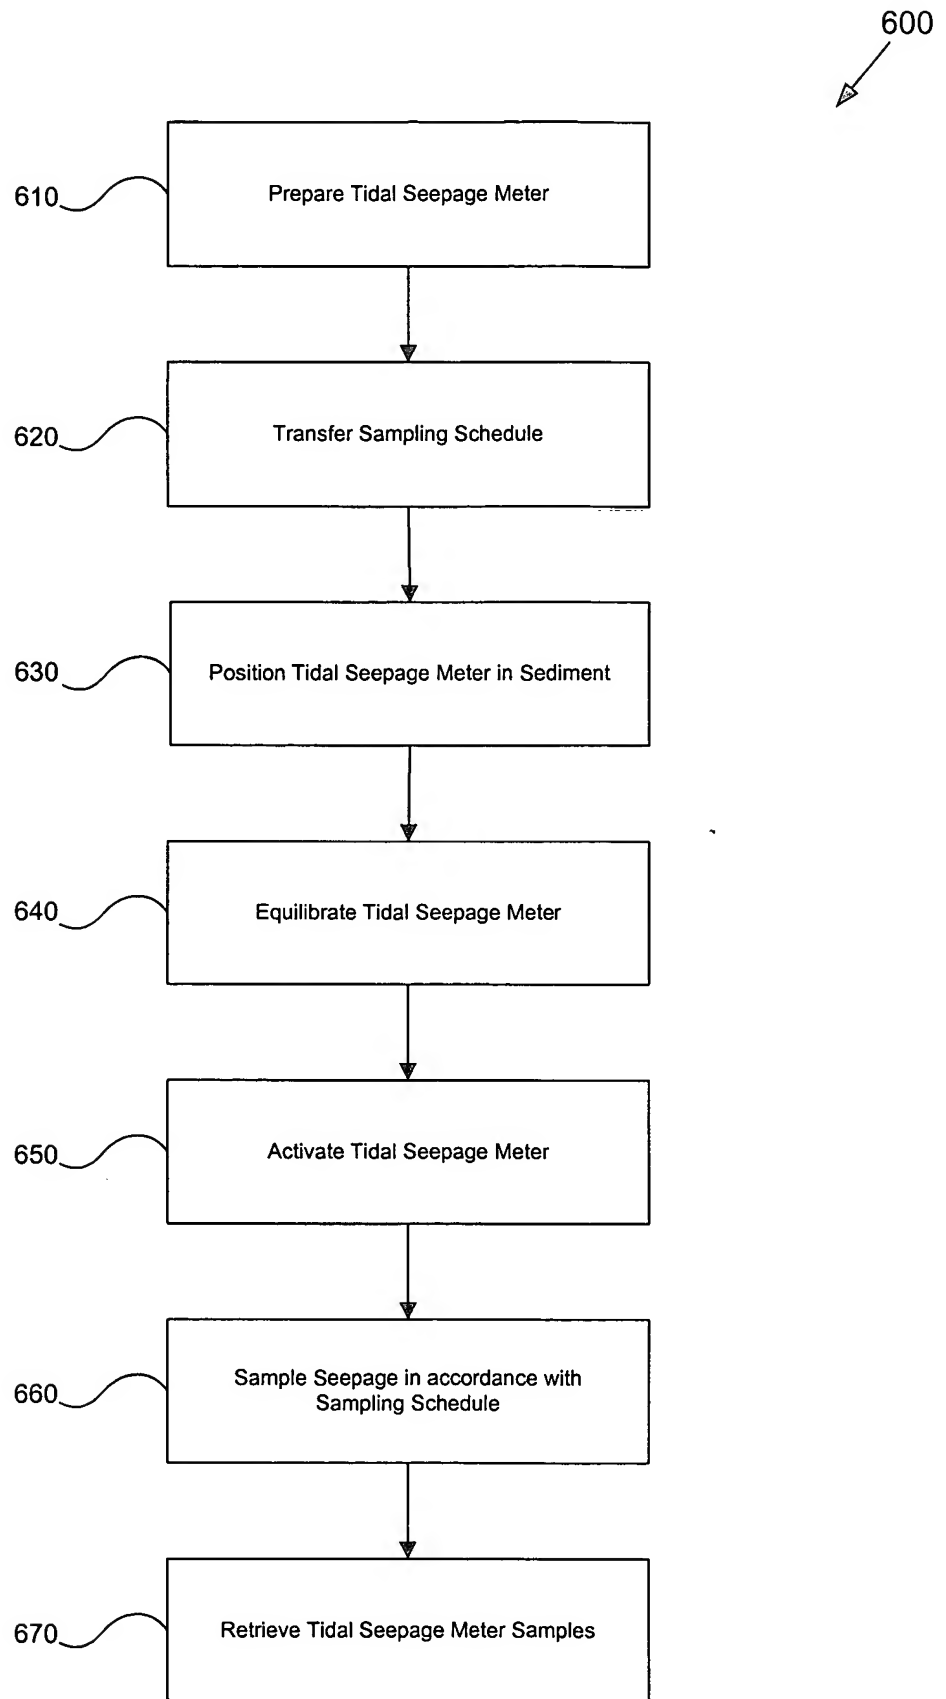 600
610
Prepare Tidal Seepage Meter
620
Transfer Sampling Schedule
630
Position Tidal Seepage Meter in Sediment
640
Equilibrate Tidal Seepage Meter
650
Activate Tidal Seepage Meter
660
Sample Seepage in accordance with
Sampling Schedule
670
Retrieve Tidal Seepage Meter Samples